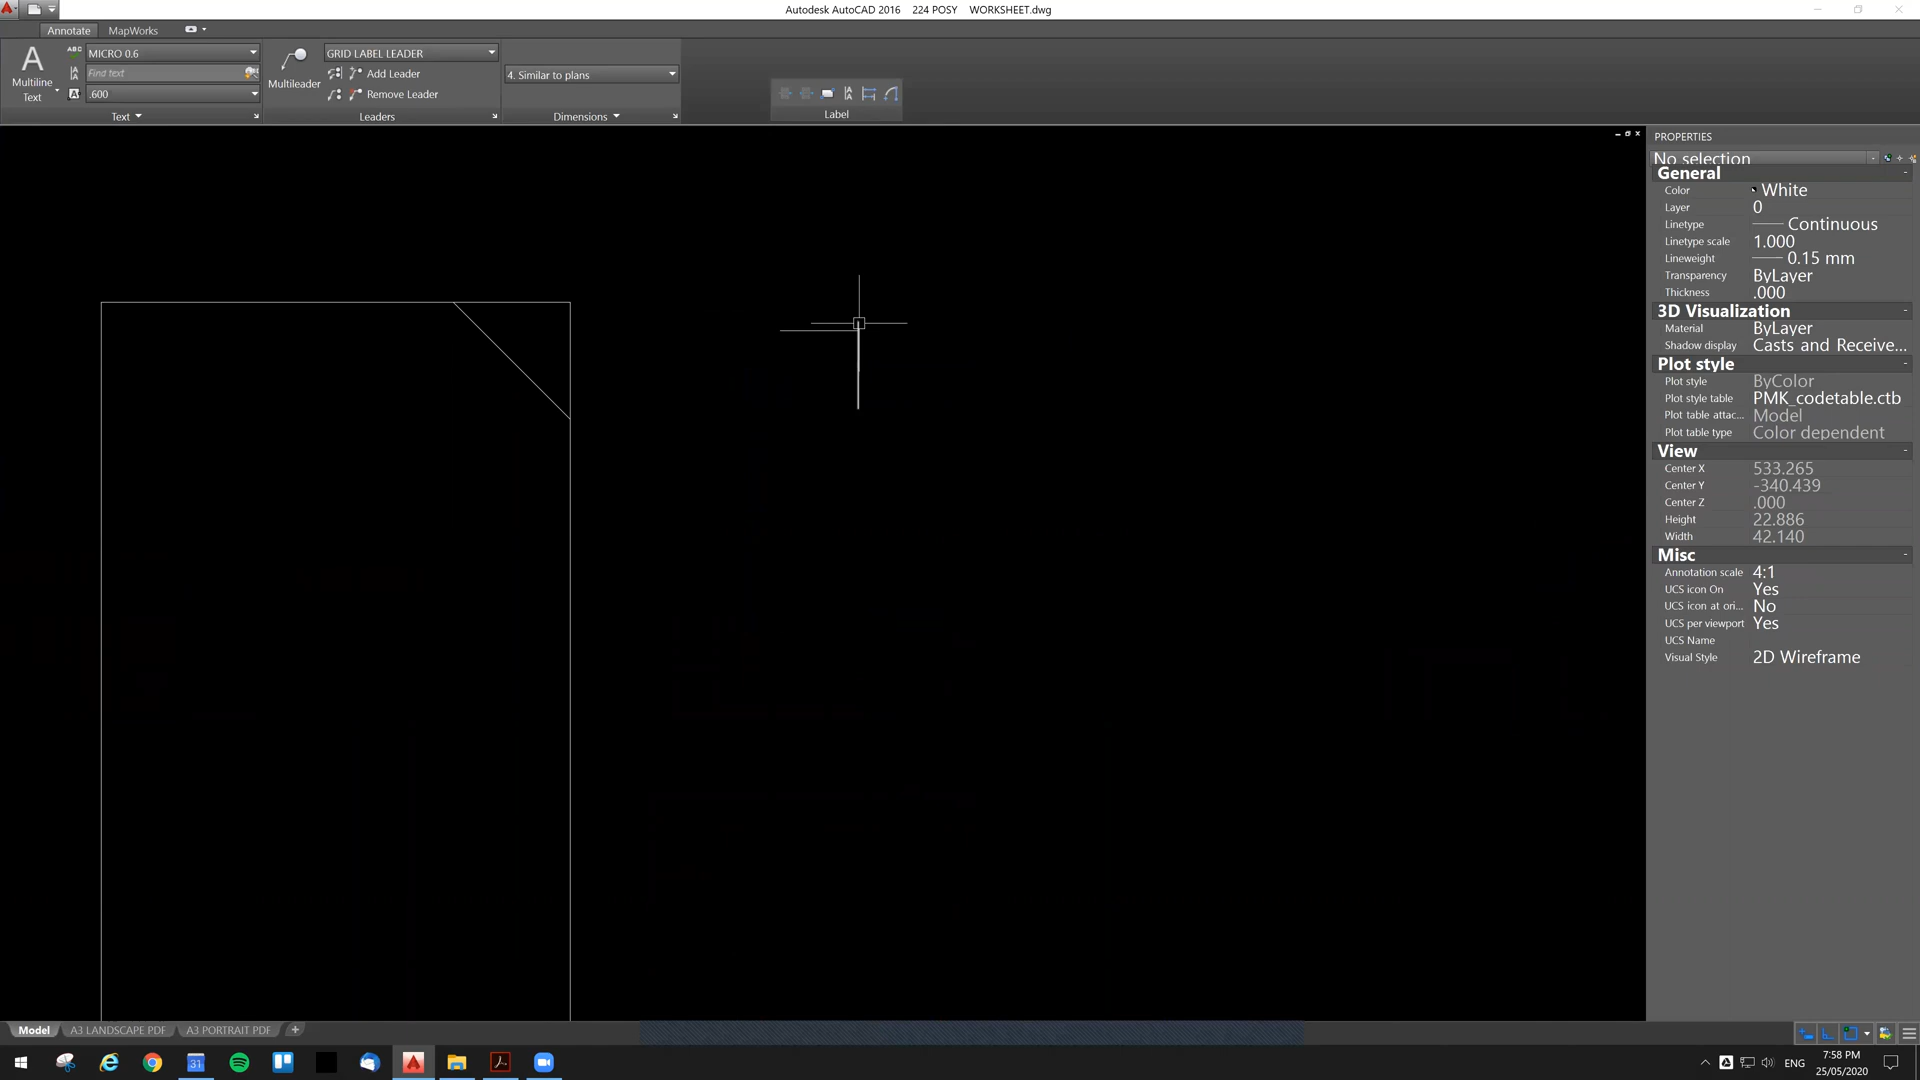 Autodesk AutoCAD 2016 224 POSY WORKSHEET.dwg
Annotate MapWorks
A Multiline Text
ABC MICRO 0.6
Find text
A .600
Text
Multileader
GRID LABEL LEADER
Add Leader
Remove Leader
Leaders
4. Similar to plans
Dimensions
Label
PROPERTIES
No selection
General
Color White
Layer 0
Linetype Continuous
Linetype scale 1.000
Lineweight 0.15 mm
Transparency ByLayer
Thickness .000
3D Visualization
Material ByLayer
Shadow display Casts and Receive...
Plot style
Plot style ByColor
Plot style table PMK_codetable.ctb
Plot table attac... Model
Plot table type Color dependent
View
Center X 533.265
Center Y -340.439
Center Z .000
Height 22.886
Width 42.140
Misc
Annotation scale 4:1
UCS icon On Yes
UCS icon at ori... No
UCS per viewport Yes
UCS Name
Visual Style 2D Wireframe
Model A3 LANDSCAPE PDF A3 PORTRAIT PDF +
31
ENG
7:58 PM
25/05/2020